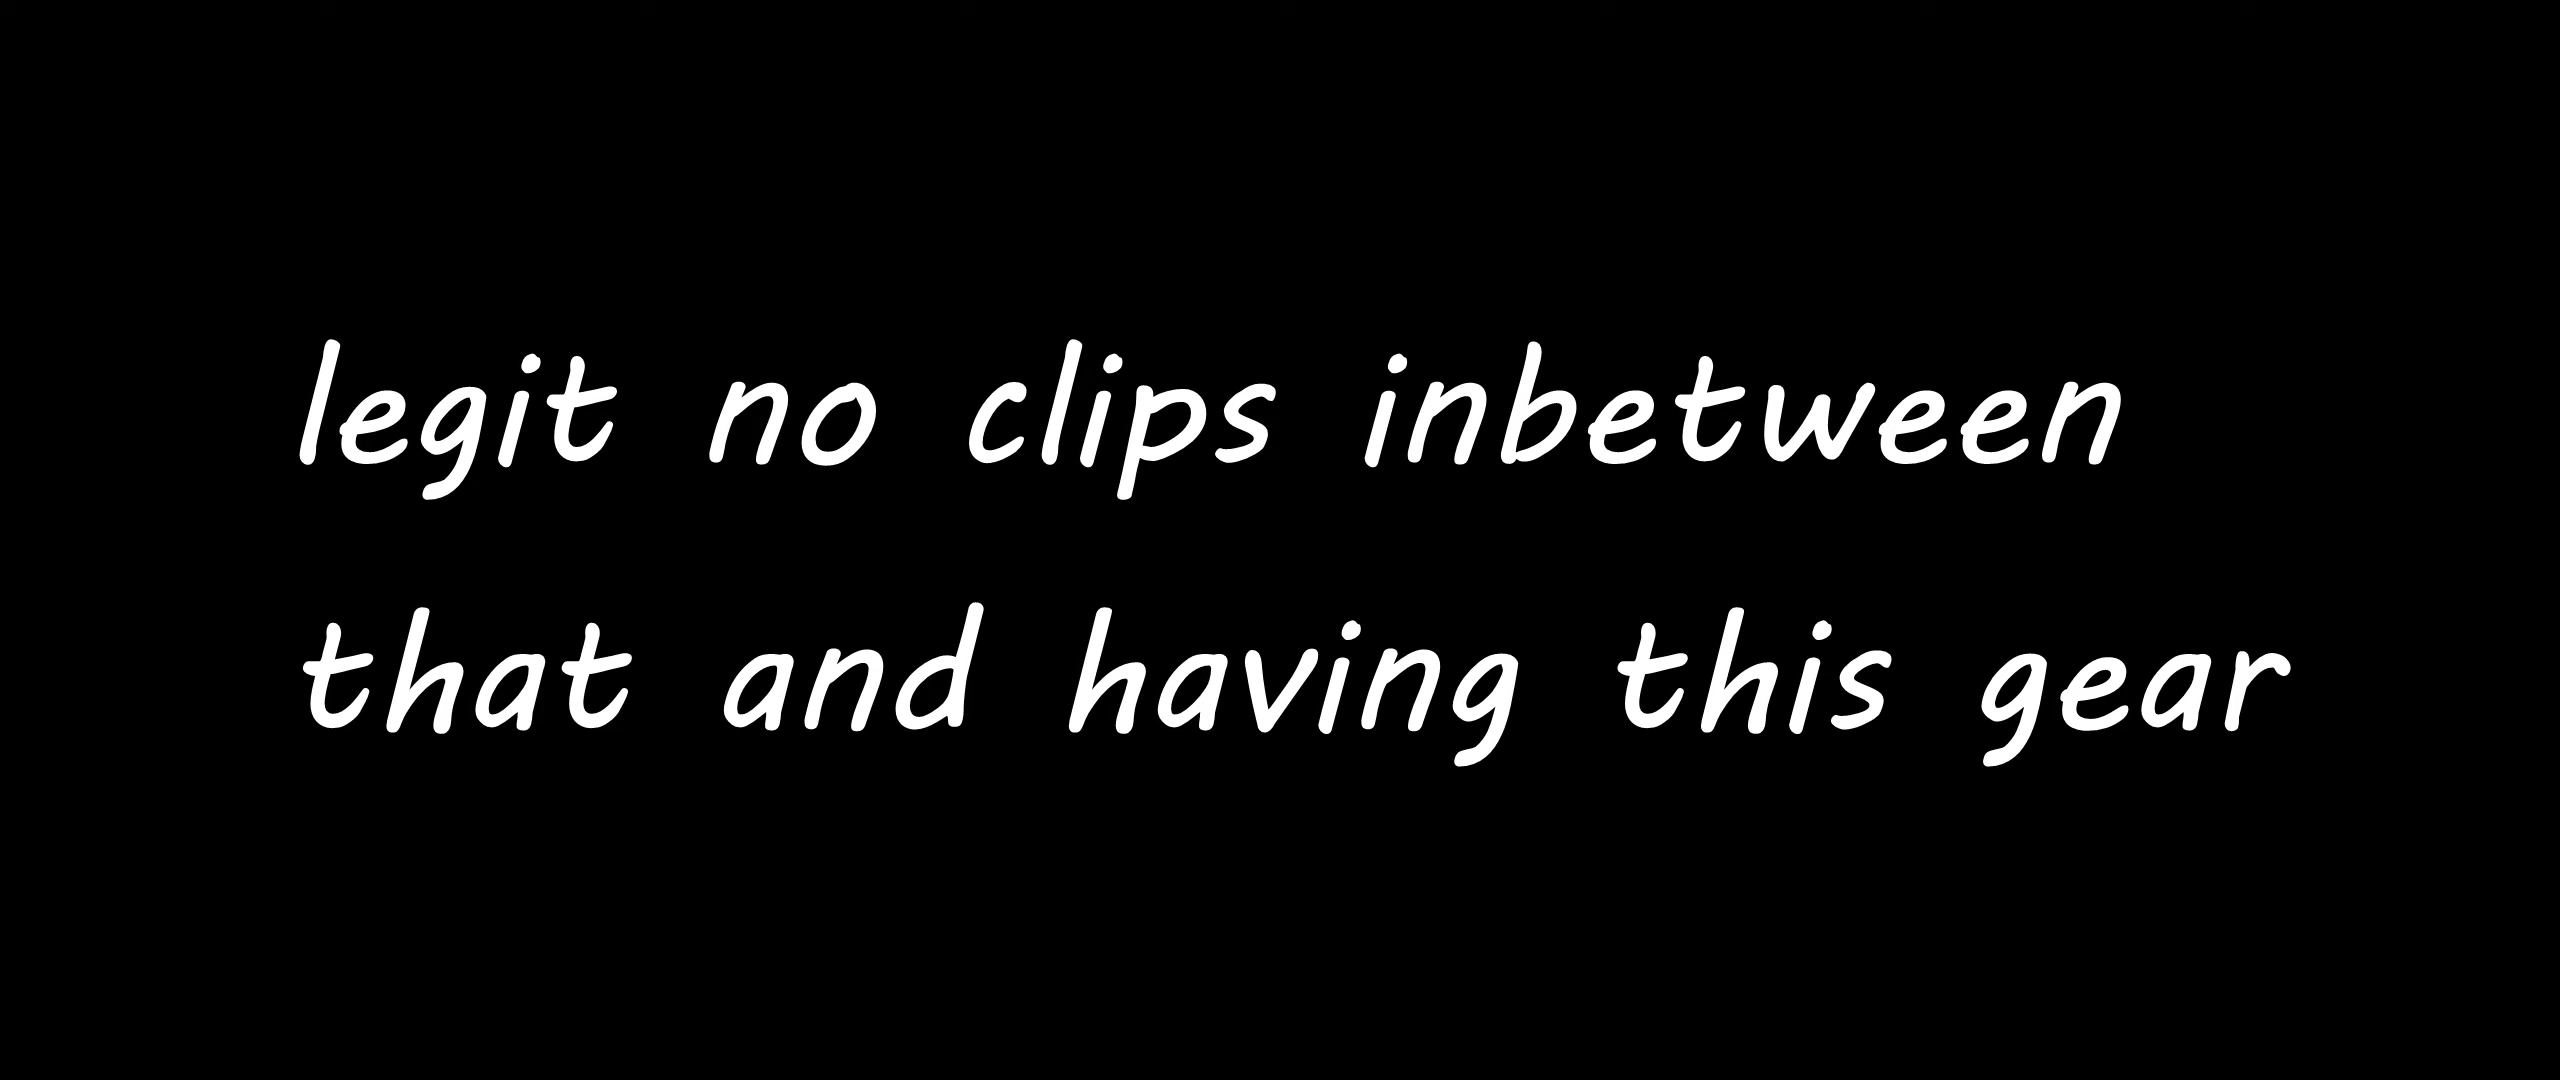 legit no clips inbetween
that and having this gear